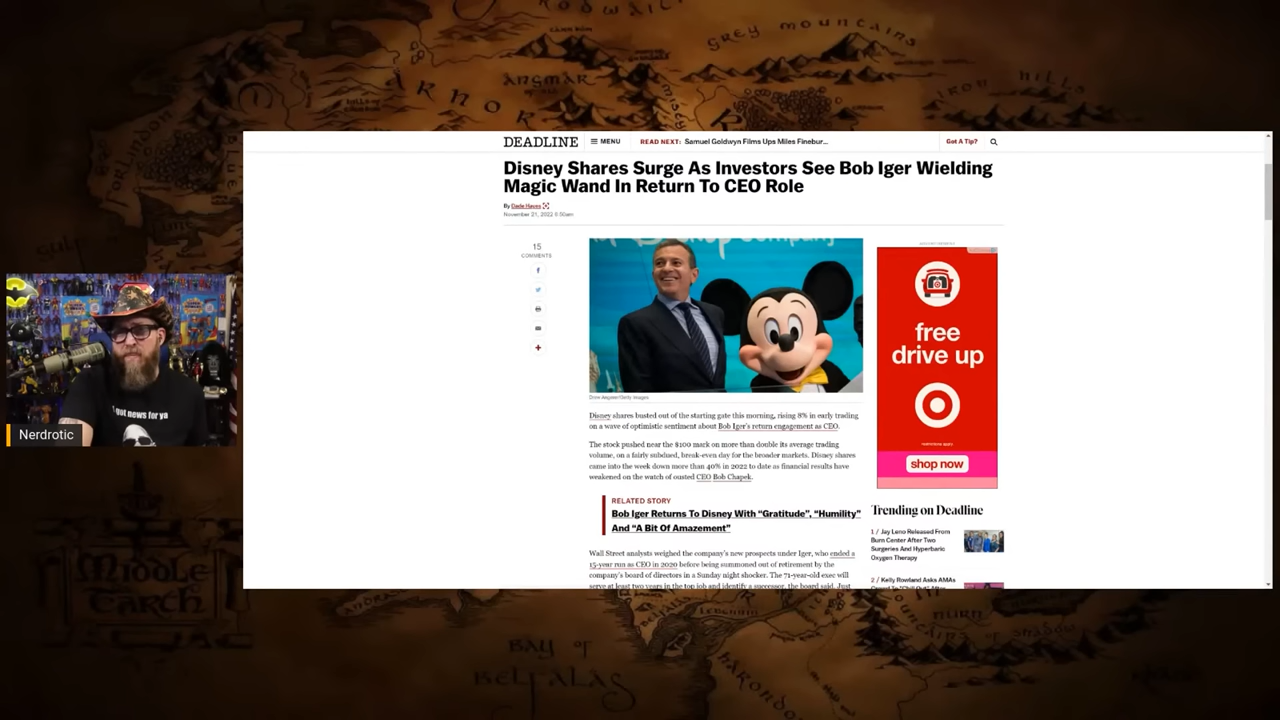 GREY MOUNTAINS
ANGMAR
IRON HILLS
DEADLINE
MENU
READ NEXT: Samuel Goldwyn Films Ups Miles Finebur...
Got A Tip?
Disney Shares Surge As Investors See Bob Iger Wielding
Magic Wand In Return To CEO Role
By Dade Hayes
November 21, 2022 6:50am
15
COMMENTS
free
drive up
shop now
Drew Angerer/Getty Images
Disney shares busted out of the starting gate this morning, rising 8% in early trading
on a wave of optimistic sentiment about Bob Iger's return engagement as CEO.
The stock pushed near the $100 mark on more than double its average trading
volume, on a fairly subdued, break-even day for the broader markets. Disney shares
came into the week down more than 40% in 2022 to date as financial results have
weakened on the watch of ousted CEO Bob Chapek.
RELATED STORY
Bob Iger Returns To Disney With “Gratitude”, “Humility”
And “A Bit Of Amazement”
Wall Street analysts weighed the company's new prospects under Iger, who ended a
15-year run as CEO in 2020 before being summoned out of retirement by the
company's board of directors in a Sunday night shocker. The 71-year-old exec will
serve at least two years in the top job and identify a successor, the board said. Just
Trending on Deadline
1 / Jay Leno Released From
Burn Center After Two
Surgeries And Hyperbaric
Oxygen Therapy
2 / Kelly Rowland Asks AMAs
I got news for you
Nerdrotic
MIDDLE
EARTH
BAY OF
BELFALAS